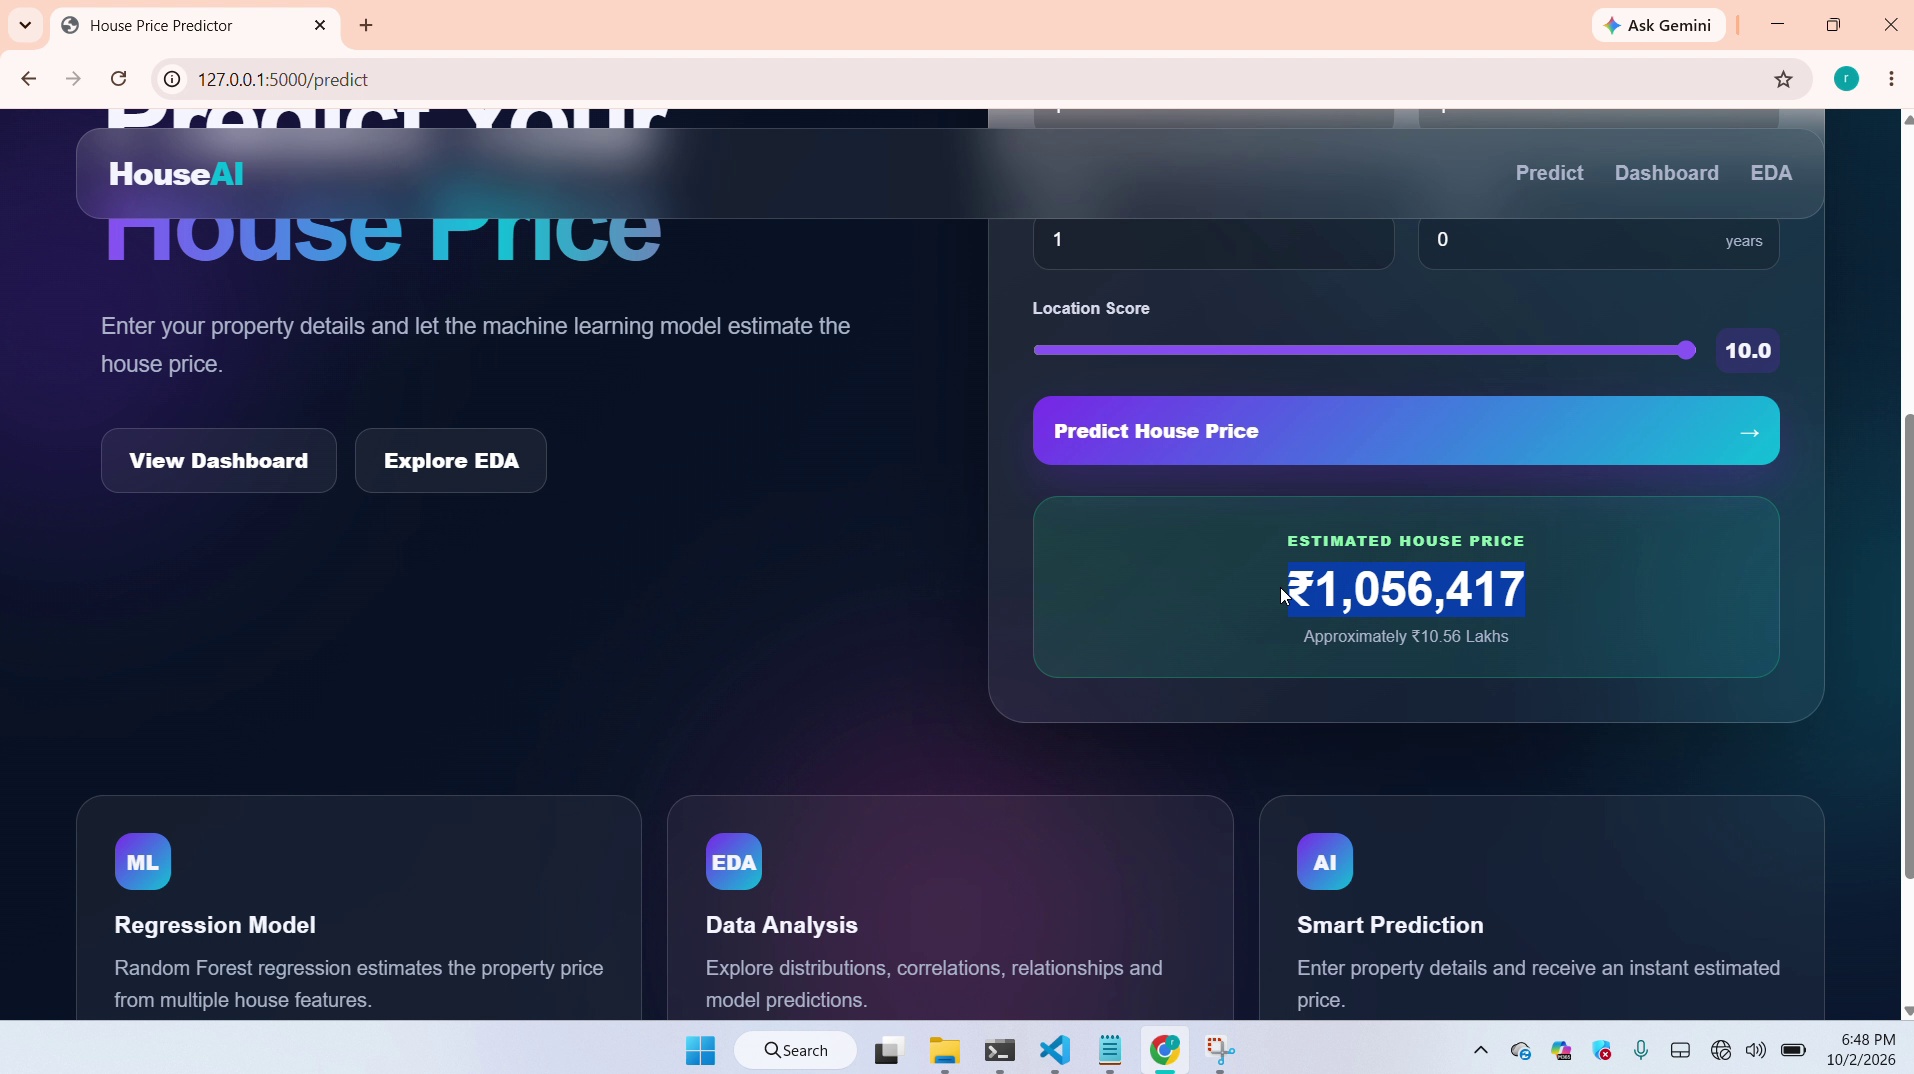 House Price Predictor
Ask Gemini
127.0.0.1:5000/predict
r
Predict Your
HouseAI
Predict
Dashboard
EDA
House Price
1
0
years
Enter your property details and let the machine learning model estimate the
house price.
Location Score
10.0
View Dashboard
Explore EDA
Predict House Price →
ESTIMATED HOUSE PRICE
₹1,056,417
Approximately ₹10.56 Lakhs
ML
Regression Model
Random Forest regression estimates the property price
from multiple house features.
EDA
Data Analysis
Explore distributions, correlations, relationships and
model predictions.
AI
Smart Prediction
Enter property details and receive an instant estimated
price.
Search
6:48 PM
10/2/2026